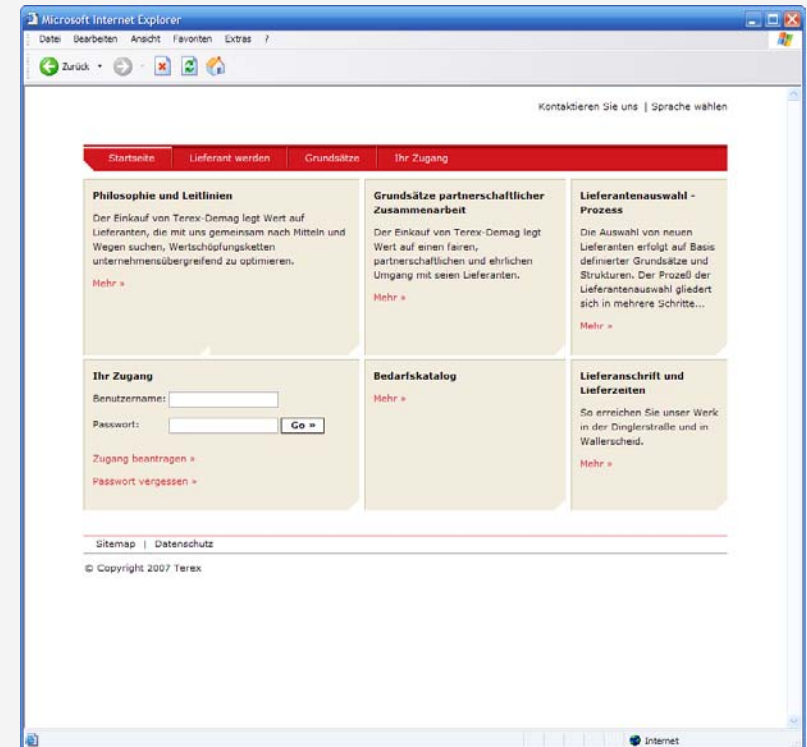 Microsoft Internet Explorer
Datei Bearbeiten Ansicht Favoriten Extras ?
Zurück
Kontaktieren Sie uns | Sprache wählen
Startseite Lieferant werden Grundsätze Ihr Zugang
Philosophie und Leitlinien
Der Einkauf von Terex-Demag legt Wert auf
Lieferanten, die mit uns gemeinsam nach Mitteln und
Wegen suchen, Wertschöpfungsketten
unternehmensübergreifend zu optimieren.
Mehr »
Grundsätze partnerschaftlicher
Zusammenarbeit
Der Einkauf von Terex-Demag legt
Wert auf einen fairen,
partnerschaftlichen und ehrlichen
Umgang mit seien Lieferanten.
Mehr »
Lieferantenauswahl -
Prozess
Die Auswahl von neuen
Lieferanten erfolgt auf Basis
definierter Grundsätze und
Strukturen. Der Prozeß der
Lieferantenauswahl gliedert
sich in mehrere Schritte...
Mehr »
Ihr Zugang
Benutzername:
Passwort: Go »
Zugang beantragen »
Passwort vergessen »
Bedarfskatalog
Mehr »
Lieferanschrift und
Lieferzeiten
So erreichen Sie unser Werk
in der Dinglerstraße und in
Wallerscheid.
Mehr »
Sitemap | Datenschutz
© Copyright 2007 Terex
Internet